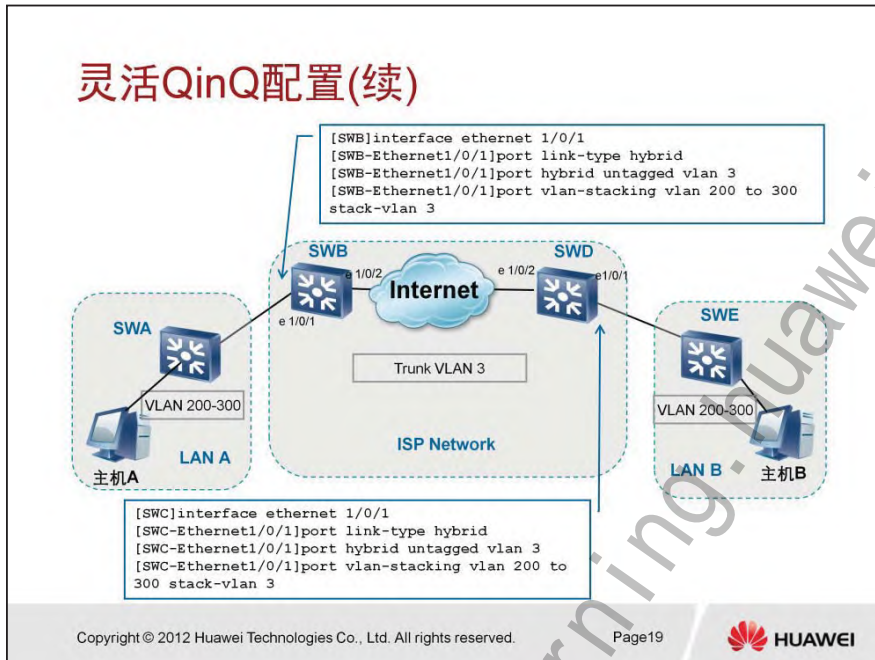 灵活QinQ配置(续)
[SWB]interface ethernet 1/0/1
[SWB-Ethernet1/0/1]port link-type hybrid
[SWB-Ethernet1/0/1]port hybrid untagged vlan 3
[SWB-Ethernet1/0/1]port vlan-stacking vlan 200 to 300
stack-vlan 3
SWB
SWD
e 1/0/2
Internet
e 1/0/2
e1/0/1
e 1/0/1
SWA
SWE
Trunk VLAN 3
VLAN 200-300
VLAN 200-300
ISP Network
LAN A
主机A
LAN B
主机B
[SWC]interface ethernet 1/0/1
[SWC-Ethernet1/0/1]port link-type hybrid
[SWC-Ethernet1/0/1]port hybrid untagged vlan 3
[SWC-Ethernet1/0/1]port vlan-stacking vlan 200 to
300 stack-vlan 3
Copyright © 2012 Huawei Technologies Co., Ltd. All rights reserved.
Page19
HUAWEI
rning.huawei.